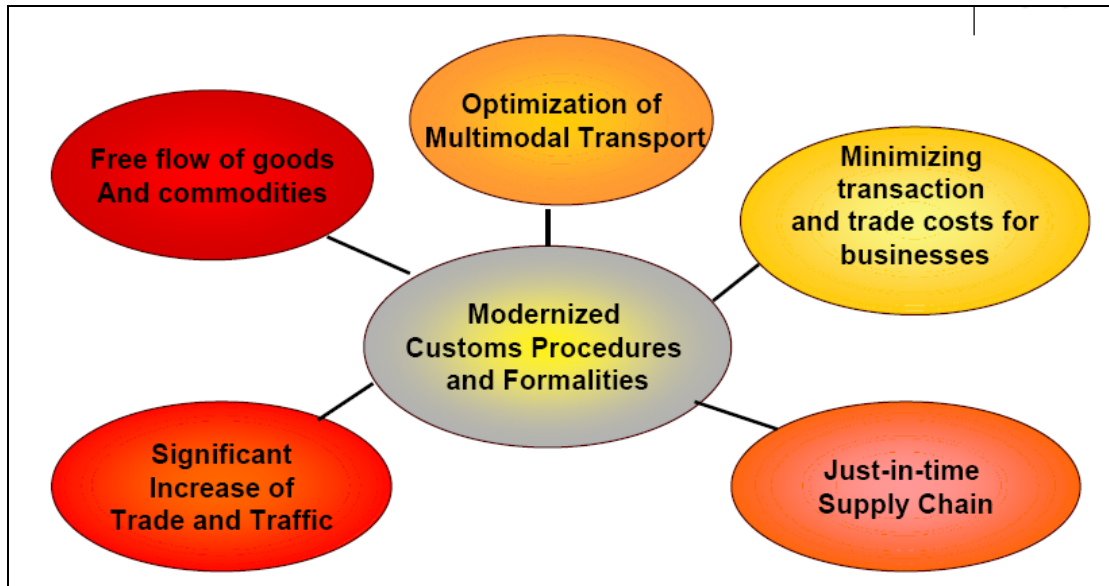 Optimization of
Multimodal Transport
Free flow of goods
And commodities
Minimizing
transaction
and trade costs for
businesses
Modernized
Customs Procedures
and Formalities
Significant
Increase of
Trade and Traffic
Just-in-time
Supply Chain